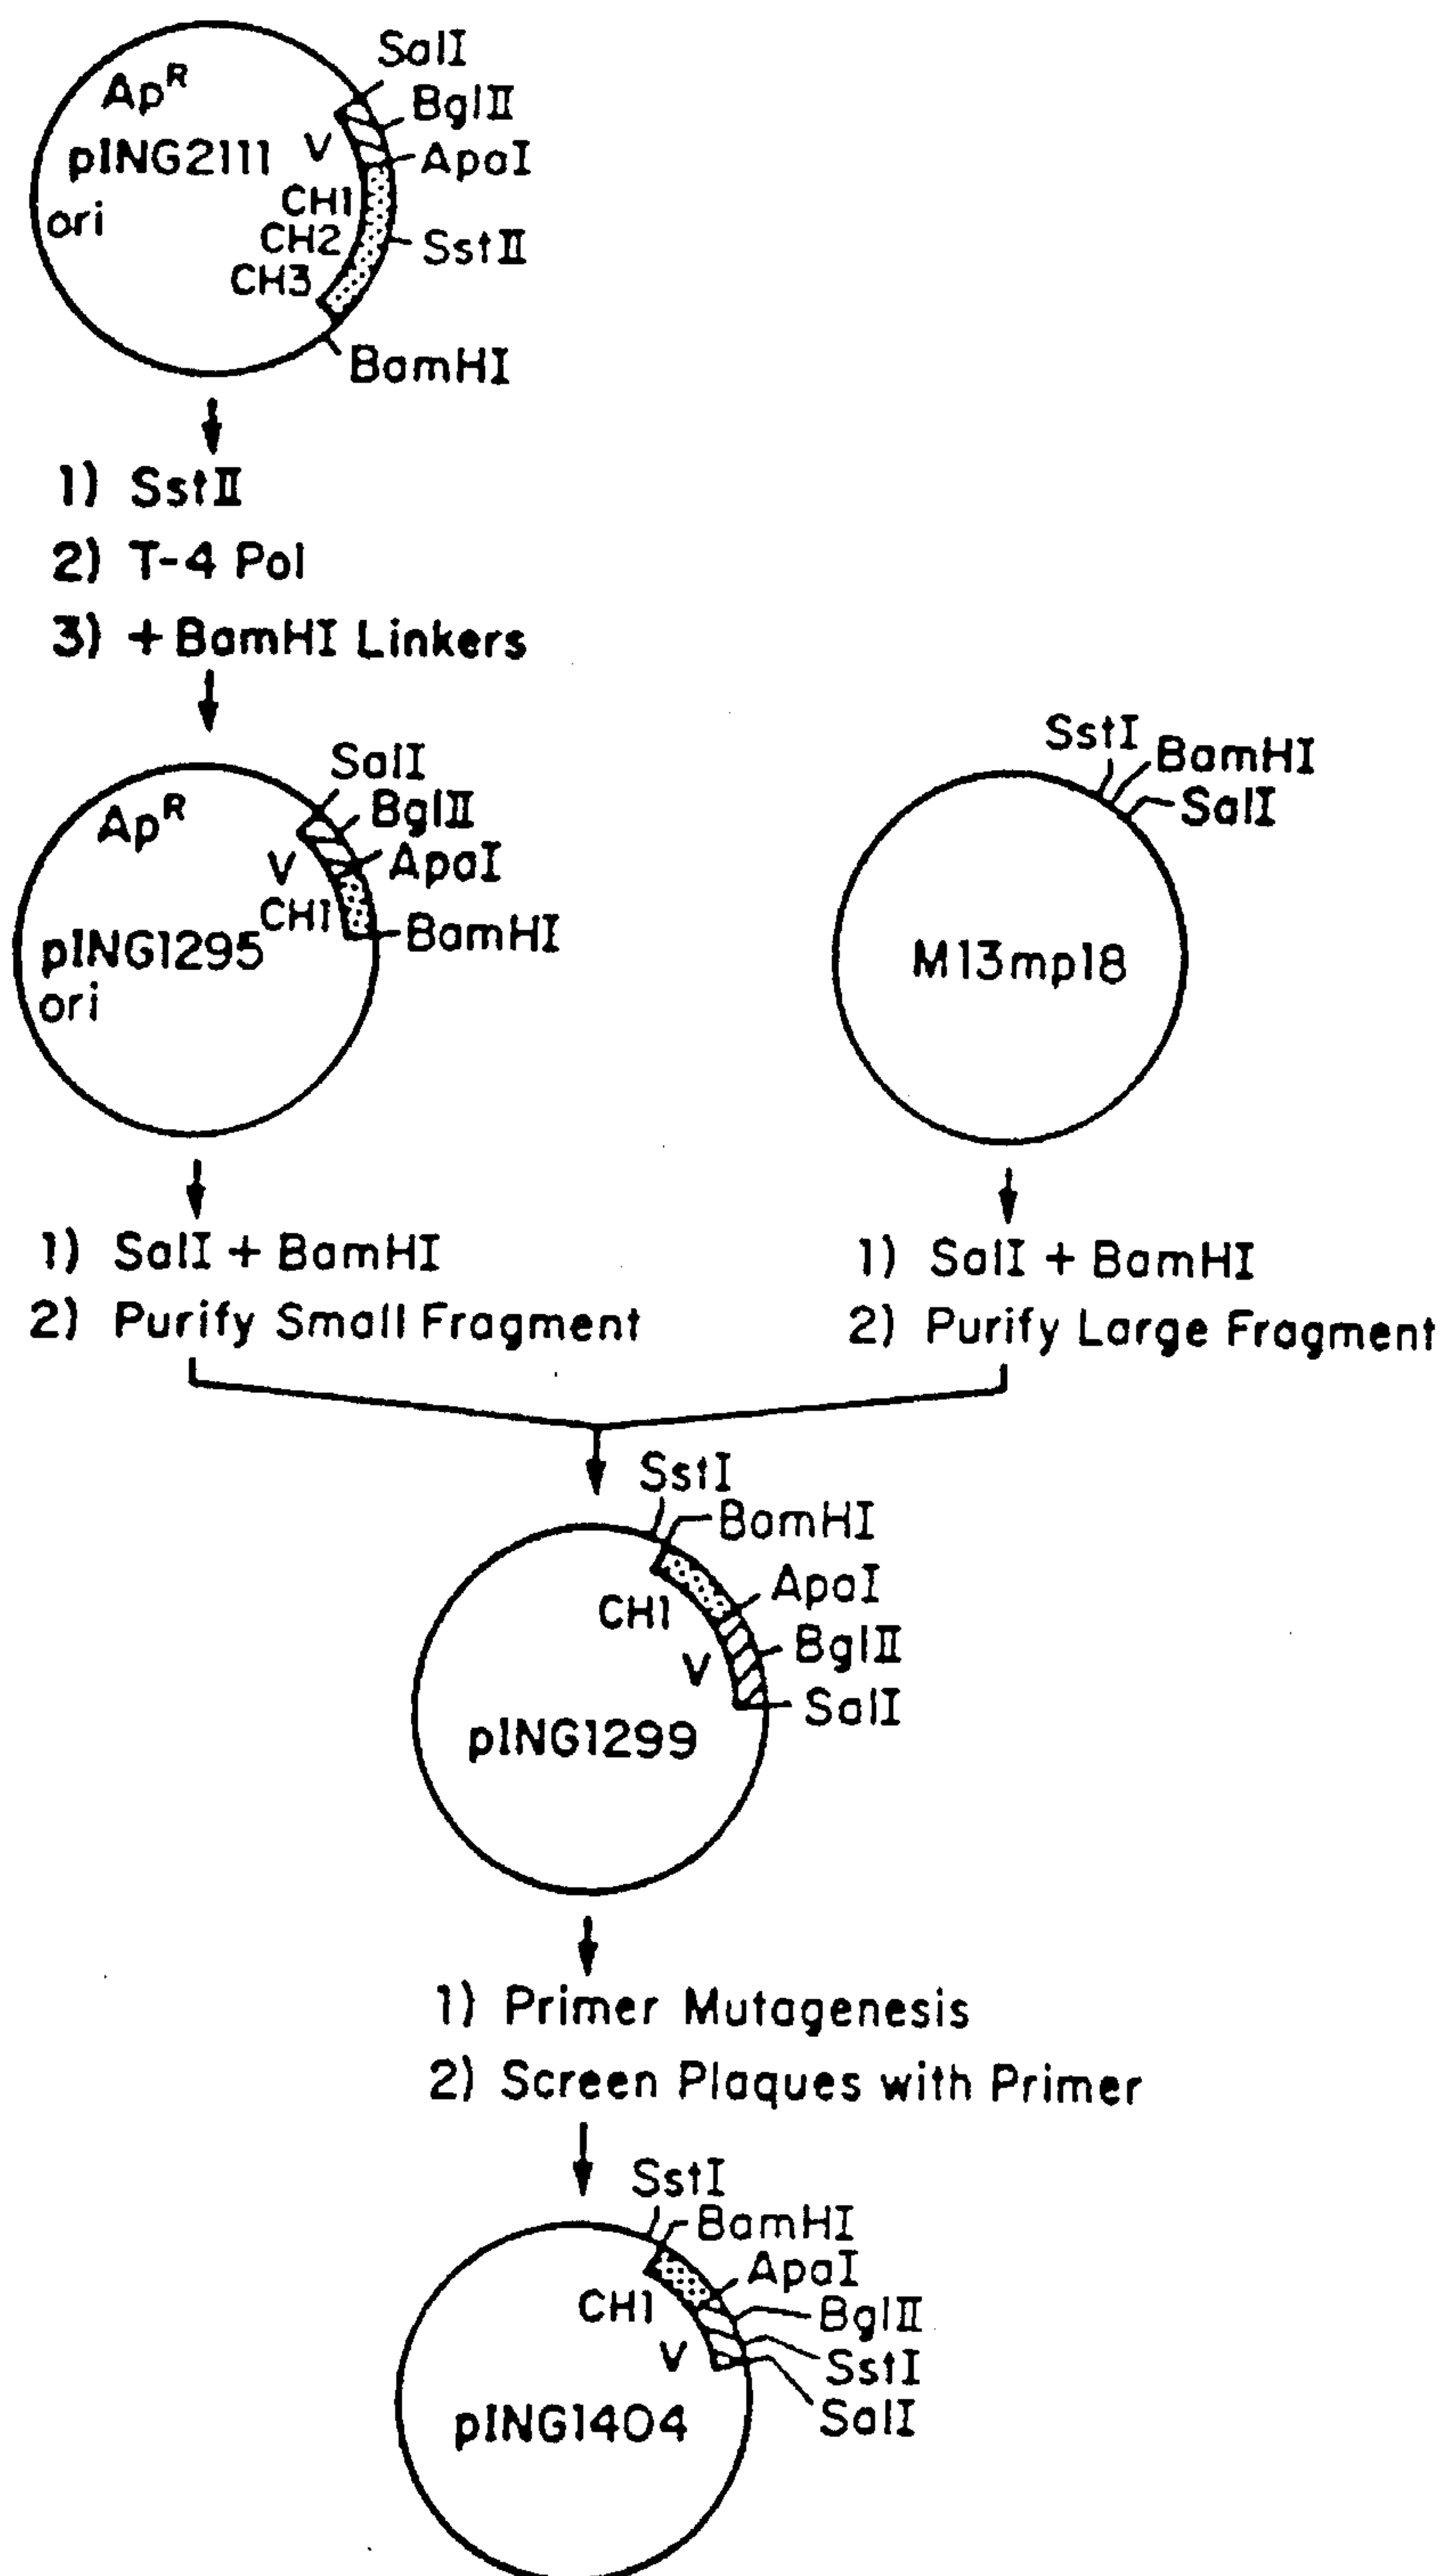 SalI
Ap^R
BglII
pING2111
V
ApaI
CH1
ori
CH2
SstII
CH3
BamHI
1) SstII
2) T-4 Pol
3) + BamHI Linkers
SalI
Ap^R
BglII
V
ApaI
CH1
BamHI
pING1295
ori
SstI
BamHI
SalI
M13mp18
1) SalI + BamHI
2) Purify Small Fragment
1) SalI + BamHI
2) Purify Large Fragment
SstI
BamHI
ApaI
CH1
BglII
V
SalI
pING1299
1) Primer Mutagenesis
2) Screen Plaques with Primer
SstI
BamHI
ApaI
CH1
BglII
V
SstI
SalI
pING1404